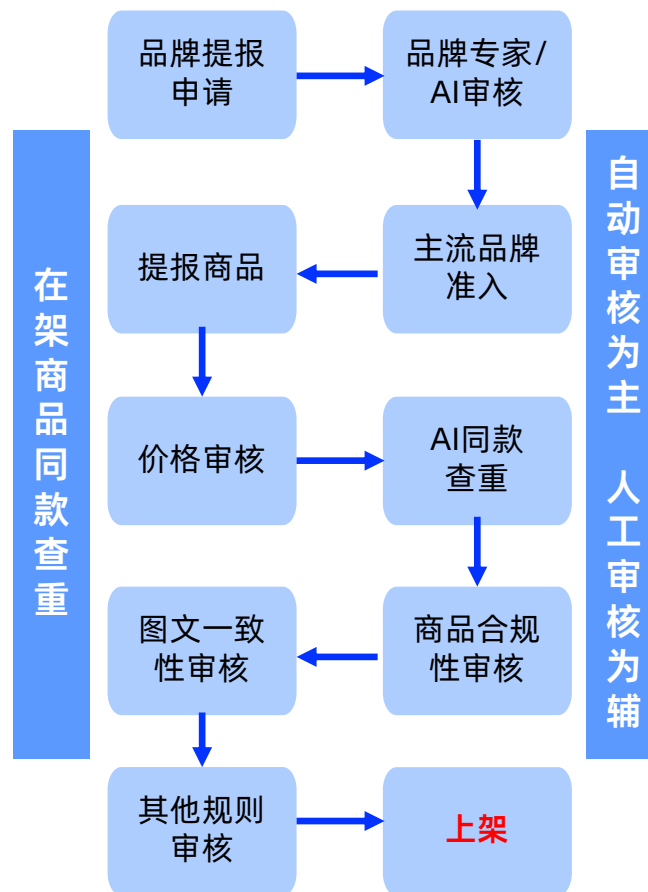 品牌提报
申请
品牌专家/
AI审核
在架商品同款查重
自动审核为主 人工审核为辅
提报商品
主流品牌
准入
价格审核
AI同款
查重
图文一致
性审核
商品合规
性审核
其他规则
审核
上架